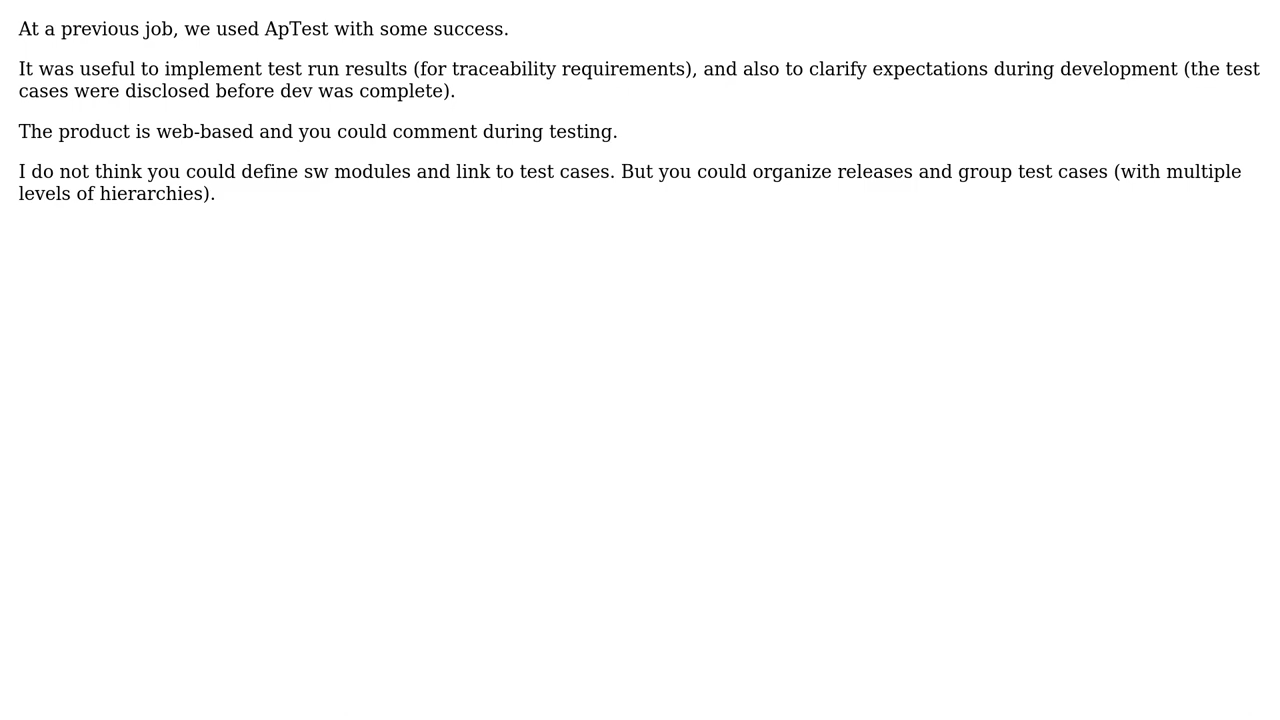 At a previous job, we used ApTest with some success.
It was useful to implement test run results (for traceability requirements), and also to clarify expectations during development (the test
cases were disclosed before dev was complete).
The product is web-based and you could comment during testing.
I do not think you could define sw modules and link to test cases. But you could organize releases and group test cases (with multiple
levels of hierarchies).